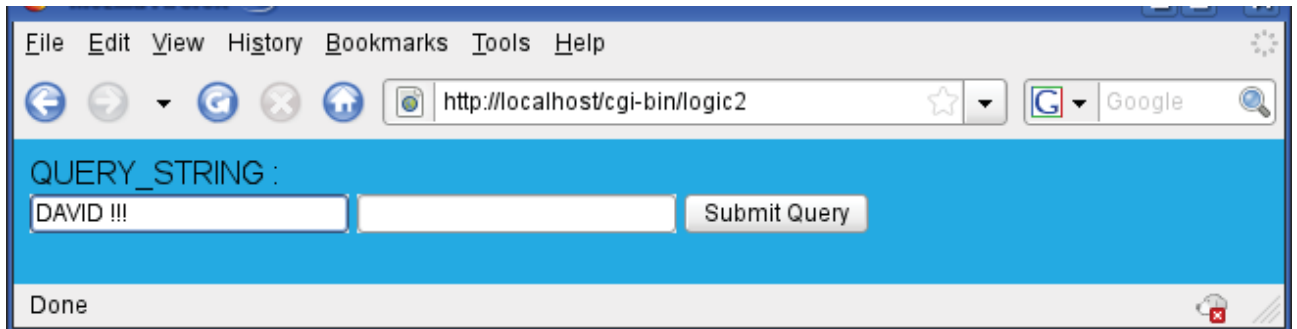 File Edit View History Bookmarks Tools Help
http://localhost/cgi-bin/logic2 G Google
QUERY_STRING :
DAVID !!! Submit Query
Done